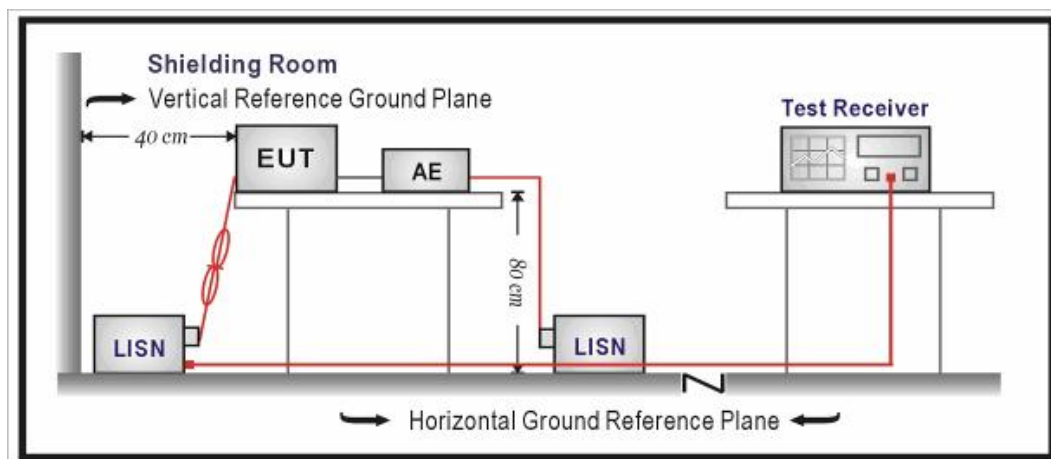 Shielding Room
Vertical Reference Ground Plane
40 cm
EUT
AE
Test Receiver
80 cm
LISN
LISN
Horizontal Ground Reference Plane